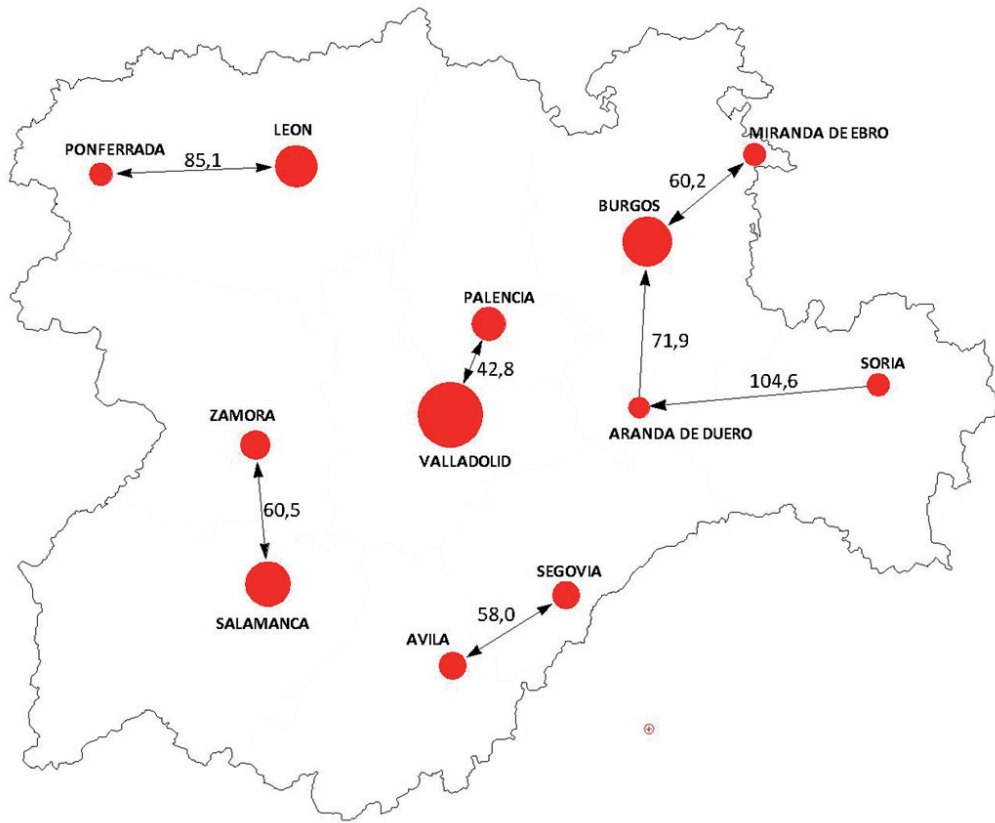 MIRANDA DE EBRO
LEON
PONFERRADA
85,1
60,2
BURGOS
PALENCIA
71,9
42,8
SORIA
104,6
ZAMORA
ARANDA DE DUERO
VALLADOLID
60,5
SEGOVIA
58,0
SALAMANCA
AVILA